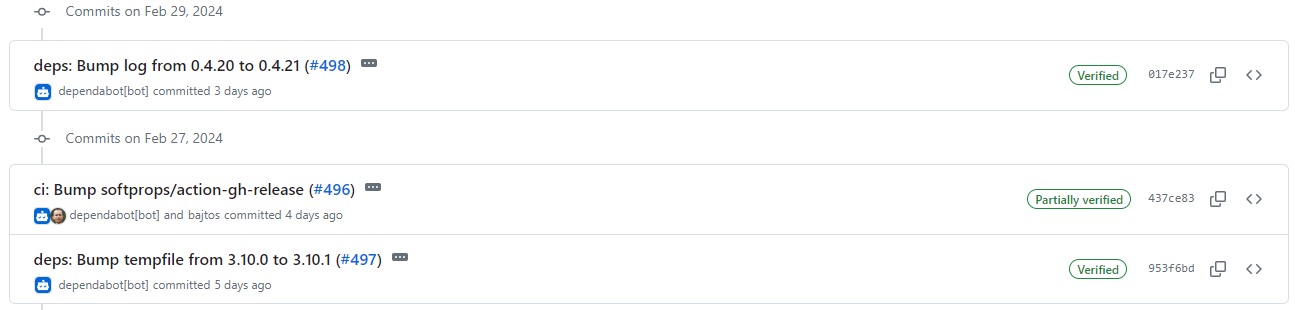 Commits on Feb 29, 2024
deps: Bump log from 0.4.20 to 0.4.21 (#498)
Verified
017e237
dependabot[bot] committed 3 days ago
Commits on Feb 27, 2024
ci: Bump softprops/action-gh-release (#496)
Partially verified
437ce83
dependabot[bot] and bajtos committed 4 days ago
deps: Bump tempfile from 3.10.0 to 3.10.1 (#497)
Verified
953f6bd
dependabot[bot] committed 5 days ago